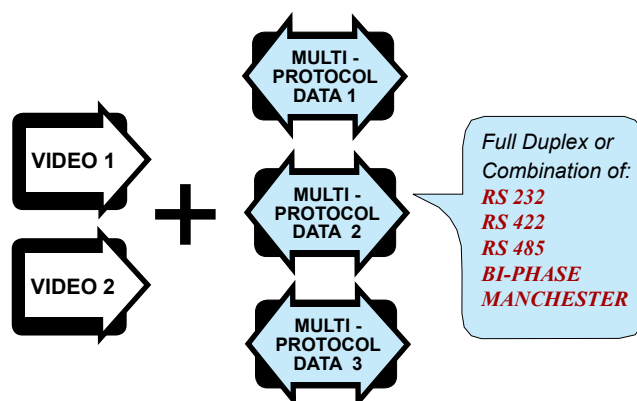 VIDEO 1
VIDEO 2
MULTI -
PROTOCOL
DATA 1
MULTI -
PROTOCOL
DATA 2
MULTI -
PROTOCOL
DATA 3
Full Duplex or
Combination of:
RS 232
RS 422
RS 485
BI-PHASE
MANCHESTER